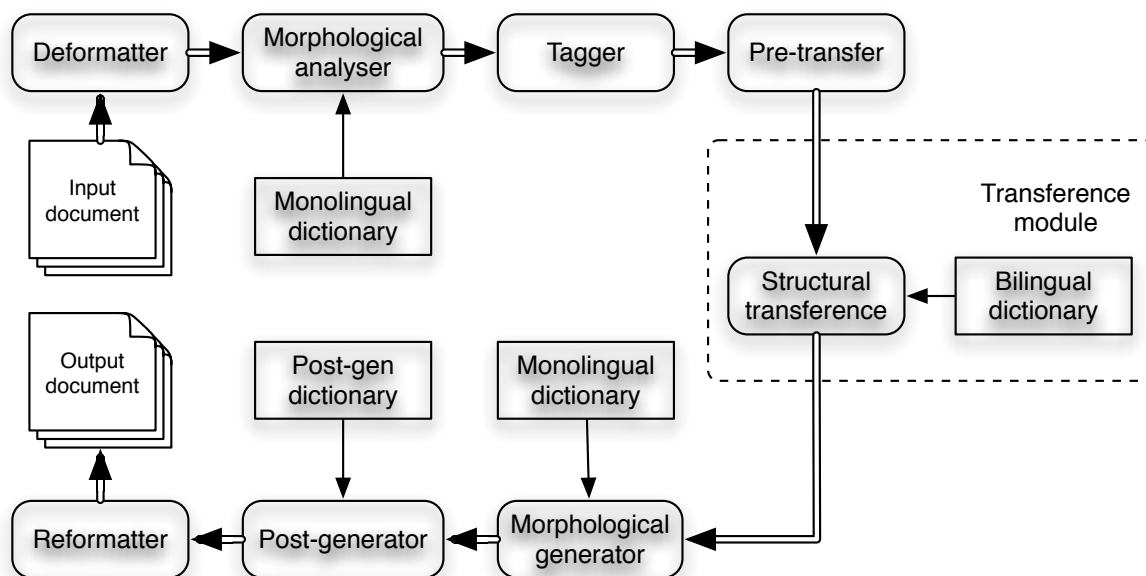 Deformatter
Morphological
analyser
Tagger
Pre-transfer
Input
document
Monolingual
dictionary
Transference
module
Structural
transference
Bilingual
dictionary
Output
document
Post-gen
dictionary
Monolingual
dictionary
Reformatter
Post-generator
Morphological
generator